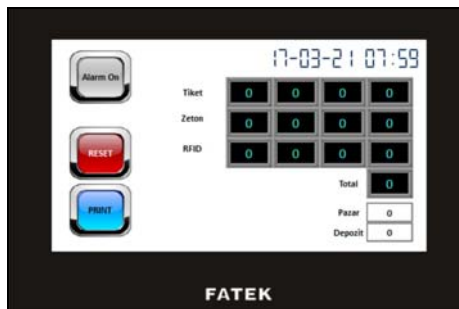 17-03-21 07:59
Alarm On
Tiket 0 0 0 0
Zeton 0 0 0 0
RFID 0 0 0 0
RESET
Total 0
PRINT
Pazar 0
Depozit 0
FATEK